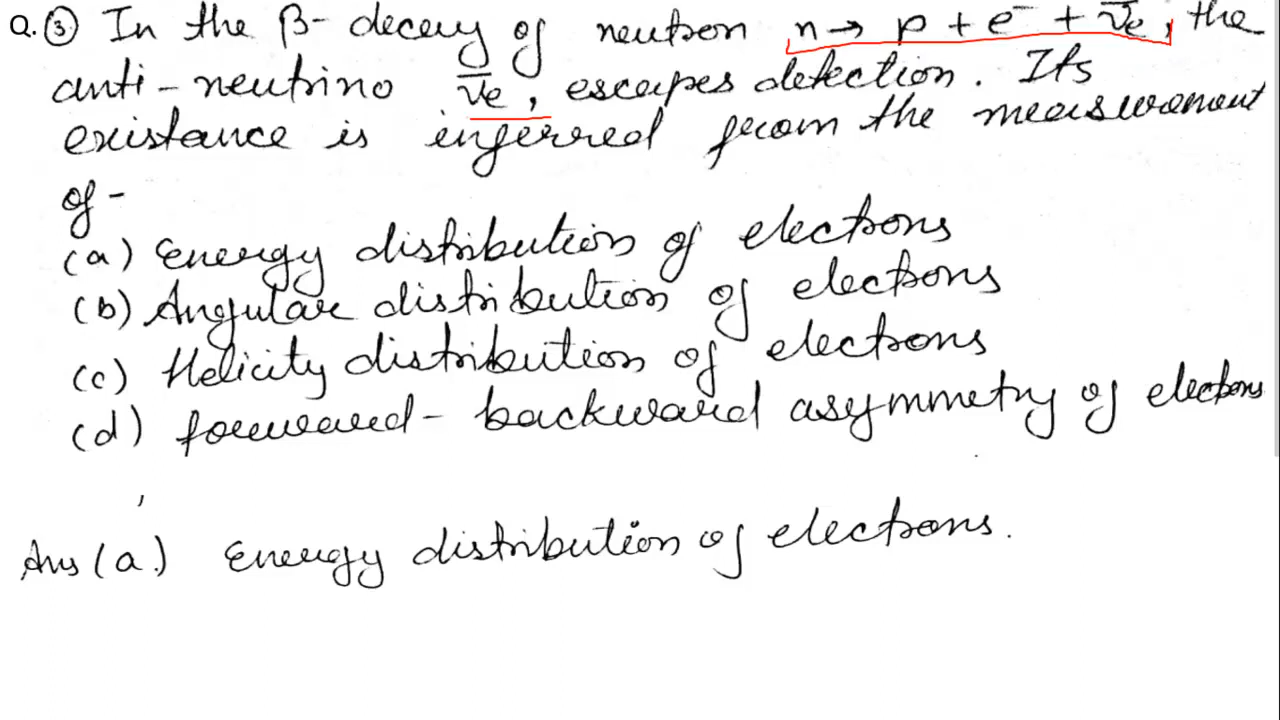 Q. ③ In the β- decay of neutron n → p + e⁻ + ν̄e, the
anti-neutrino ν̄e, escapes detection. Its
existance is inferred from the measurement
of-
(a) Energy distribution of electrons
(b) Angular distribution of electrons
(c) Helicity distribution of electrons
(d) forward-backward asymmetry of electrons
Ans (a.) Energy distribution of electrons.